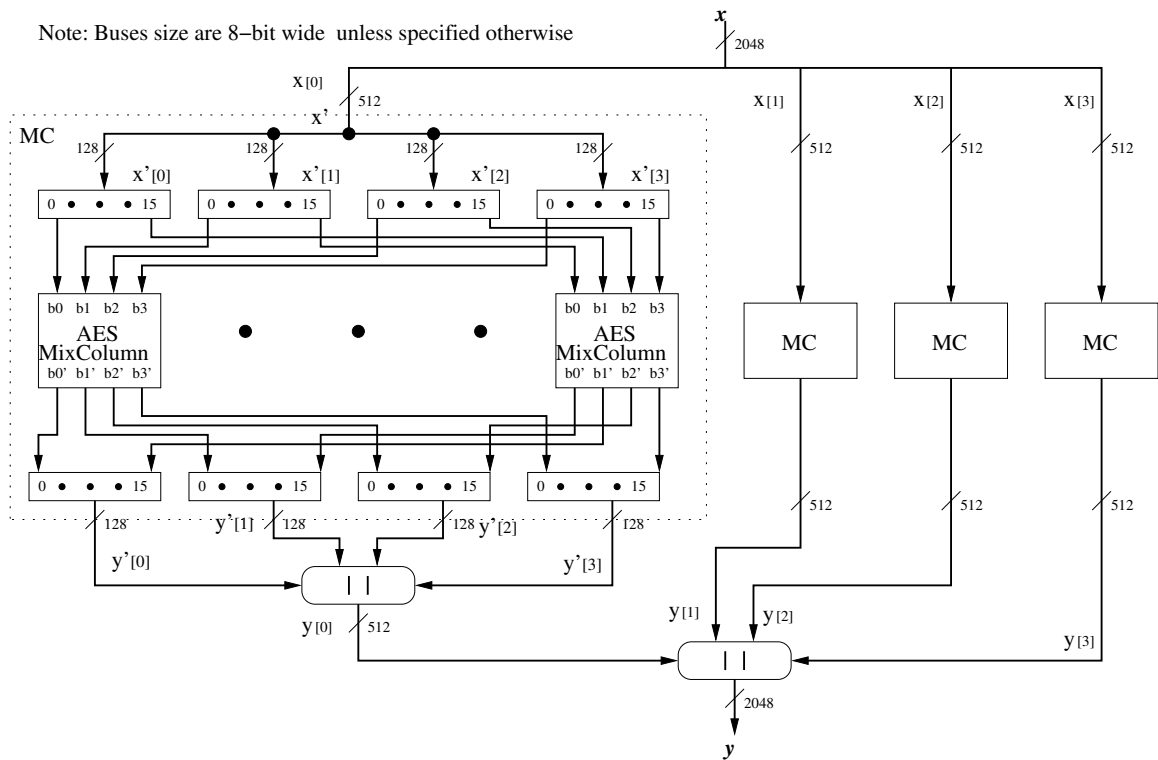 x
Note: Buses size are 8−bit wide unless specified otherwise
2048
x[0]
x[1]
x[2]
x[3]
512
x'
MC
128
128
128
128
512
512
512
x'[0]
x'[1]
x'[2]
x'[3]
0 • • • 15
0 • • • 15
0 • • • 15
0 • • • 15
b0 b1 b2 b3
AES
MixColumn
b0' b1' b2' b3'
b0 b1 b2 b3
AES
MixColumn
b0' b1' b2' b3'
MC
MC
MC
0 • • • 15
0 • • • 15
0 • • • 15
0 • • • 15
512
512
512
128
y'[1]
128
128
y'[2]
128
y'[0]
y'[3]
||
y[0]
512
y[1]
y[2]
y[3]
||
2048
y